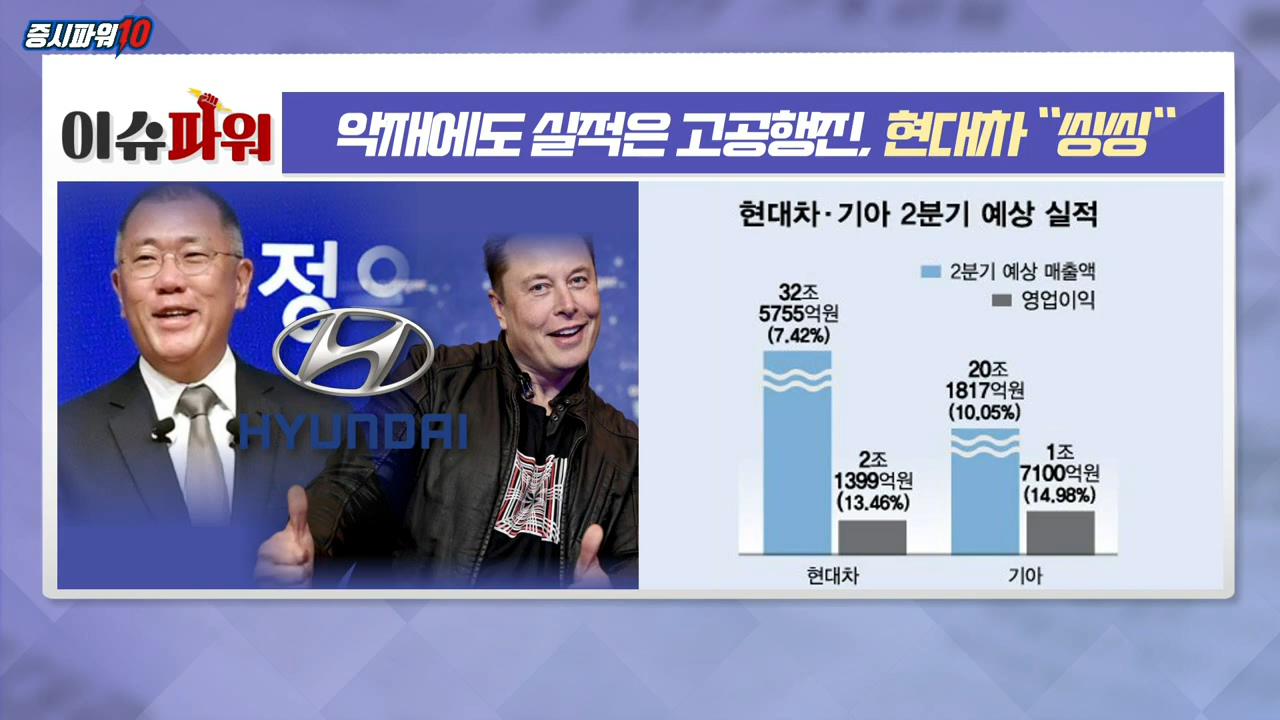 증시파워10
이슈파워
악재에도 실적은 고공행진, 현대차 "씽씽"
정
HYUNDAI
현대차·기아 2분기 예상 실적
2분기 예상 매출액
영업이익
32조
5755억원
(7.42%)
2조
1399억원
(13.46%)
20조
1817억원
(10.05%)
1조
7100억원
(14.98%)
현대차
기아